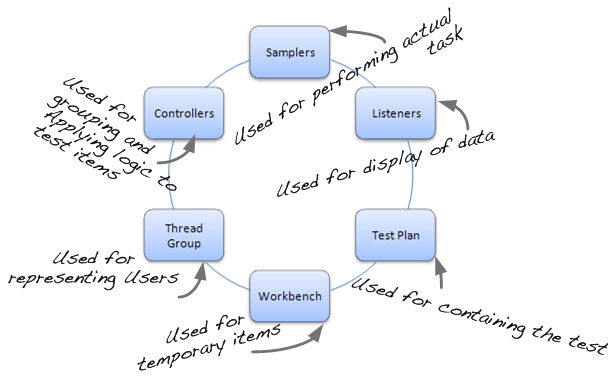 Samplers
Used for performing actual
task
Listeners
Used for display of data
Test Plan
Used for containing the test
Workbench
Used for
temporary items
Thread
Group
Used for
representing Users
Controllers
Used for
grouping and
Applying logic to
test items